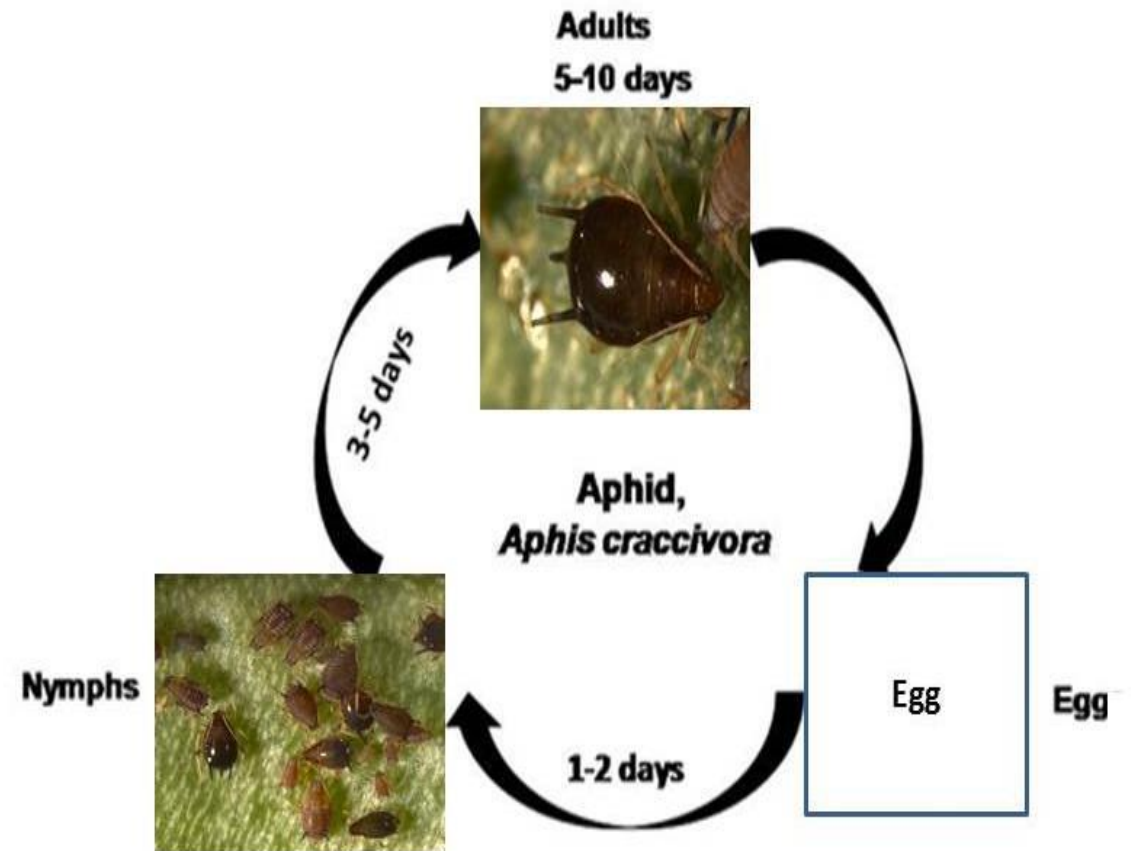 Adults
5-10 days
3-5 days
Aphid,
Aphis craccivora
Nymphs
Egg
Egg
1-2 days